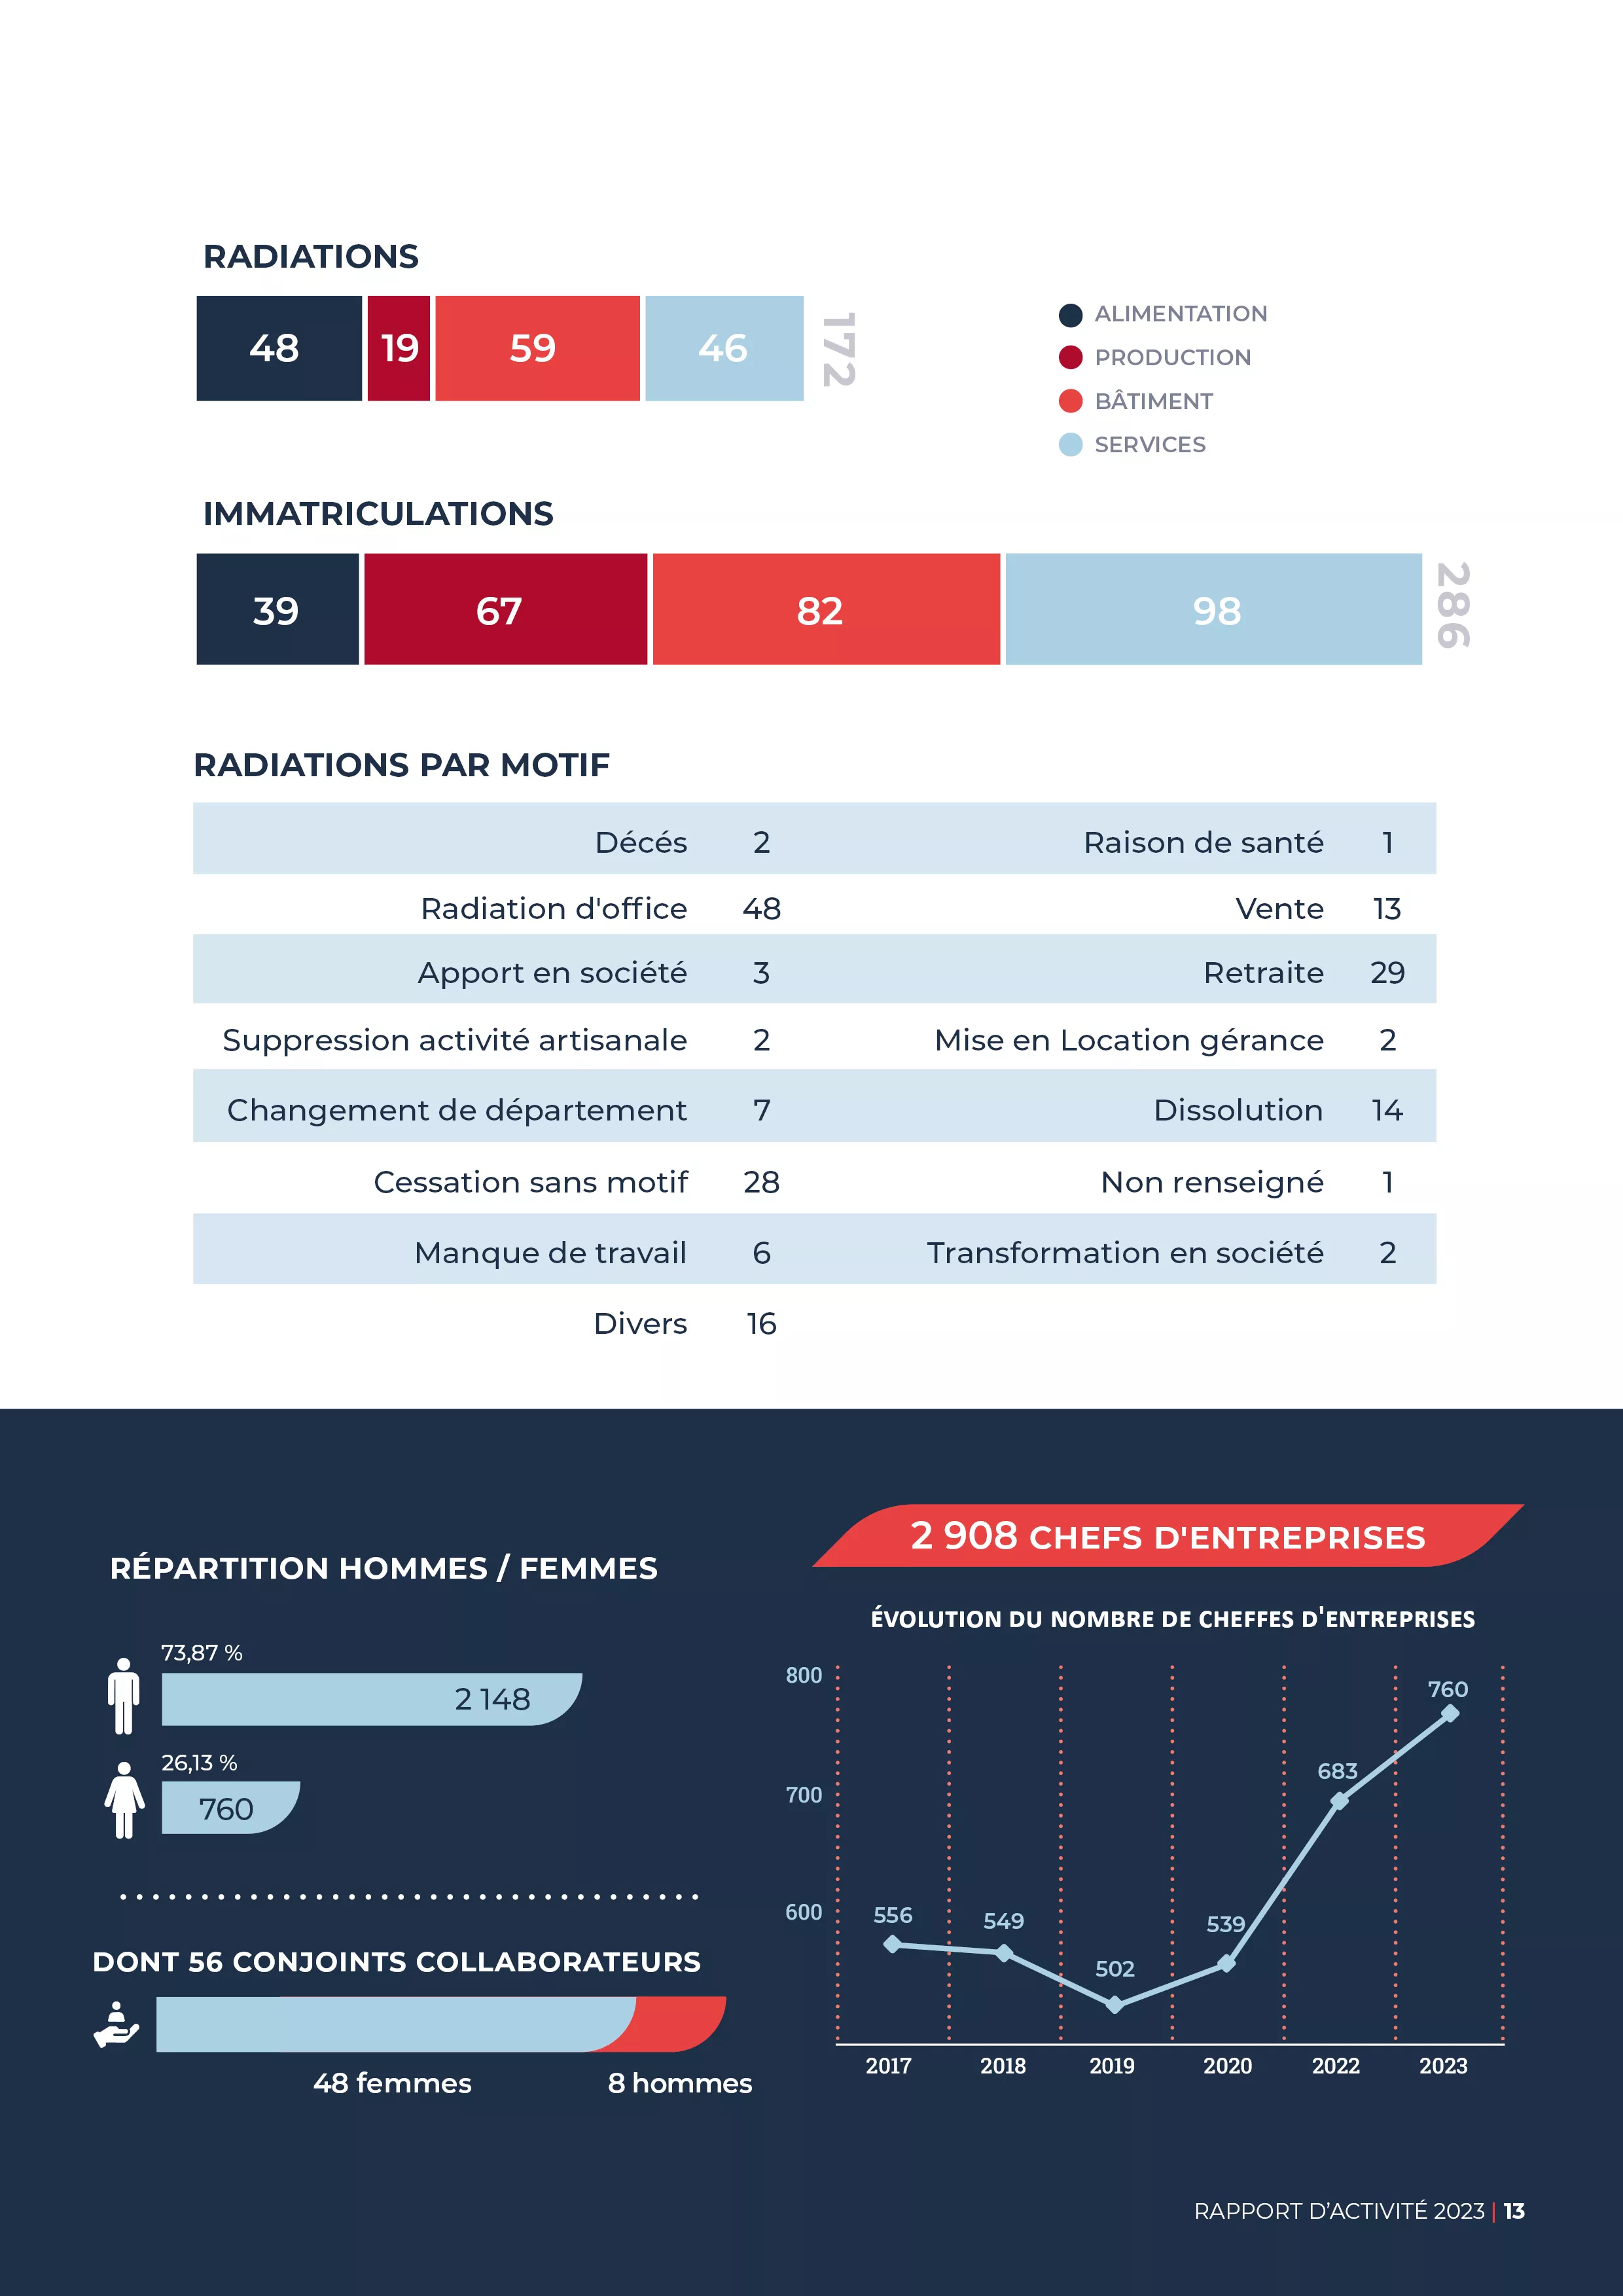 RADIATIONS
48 19 59 46 172
ALIMENTATION
PRODUCTION
BÂTIMENT
SERVICES
IMMATRICULATIONS
39 67 82 98 286
RADIATIONS PAR MOTIF
Décés 2 Raison de santé 1
Radiation d'office 48 Vente 13
Apport en société 3 Retraite 29
Suppression activité artisanale 2 Mise en Location gérance 2
Changement de département 7 Dissolution 14
Cessation sans motif 28 Non renseigné 1
Manque de travail 6 Transformation en société 2
Divers 16
RÉPARTITION HOMMES / FEMMES
73,87 %
2 148
26,13 %
760
DONT 56 CONJOINTS COLLABORATEURS
48 femmes 8 hommes
2 908 CHEFS D'ENTREPRISES
ÉVOLUTION DU NOMBRE DE CHEFFES D'ENTREPRISES
800
700
600
556 549 502 539 683 760
2017 2018 2019 2020 2022 2023
RAPPORT D'ACTIVITÉ 2023 | 13